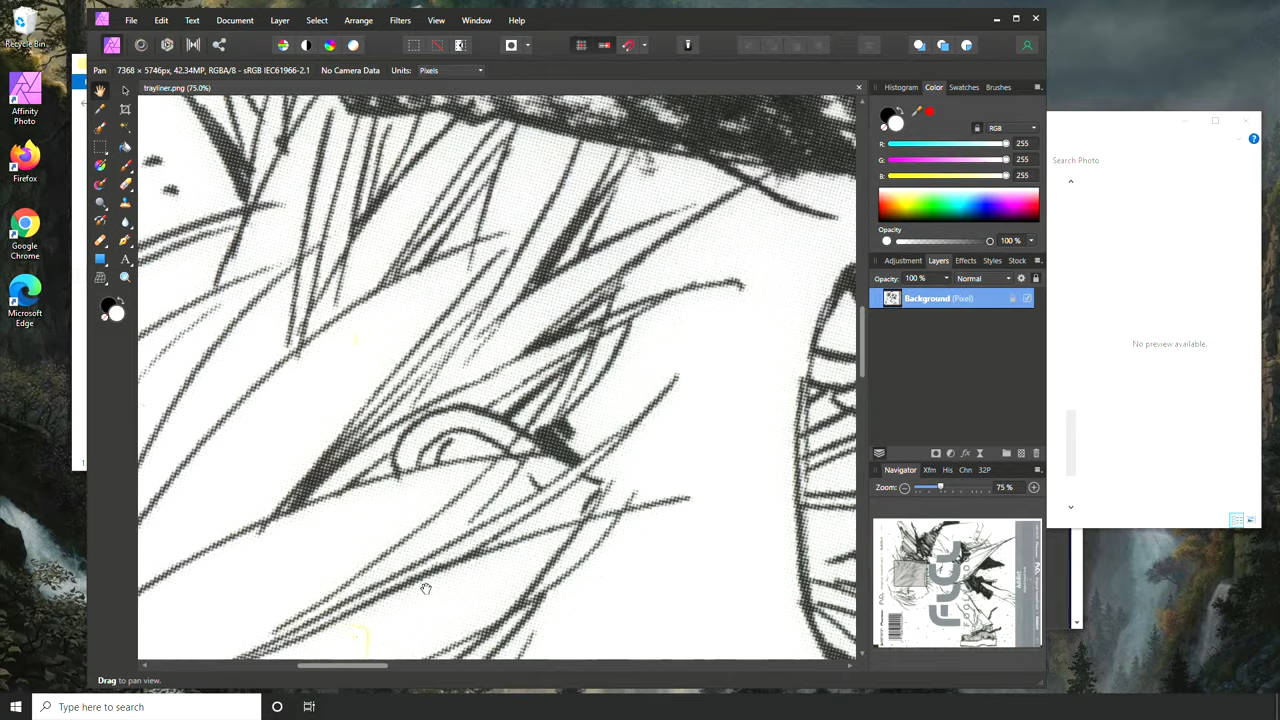 Recycle Bin
Affinity
Photo
Firefox
Google
Chrome
Microsoft
Edge
File Edit Text Document Layer Select Arrange Filters View Window Help
Pan 7368 × 5746px, 42.34MP, RGBA/8 - sRGB IEC61966-2.1 No Camera Data Units: Pixels
trayliner.png (75.0%)
Histogram Color Swatches Brushes
RGB
R: 255
G: 255
B: 255
Opacity
100 %
Adjustment Layers Effects Styles Stock
Opacity: 100 % Normal
Background (Pixel)
Navigator Xfm His Chn 32P
Zoom: 75 %
Search Photo
No preview available.
Drag to pan view.
Type here to search